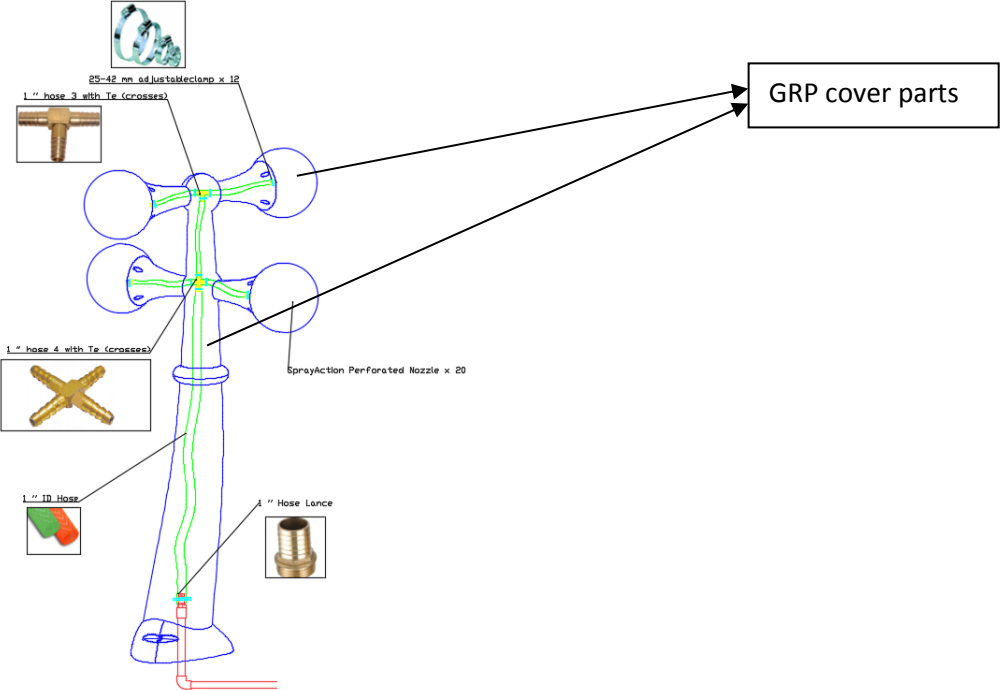 25-42 mm adjustableclamp x 12
1 " hose 3 with Te (crosses)
GRP cover parts
1 " hose 4 with Te (crosses)
SprayAction Perforated Nozzle x 20
1 " ID Hose
1 " Hose Lance